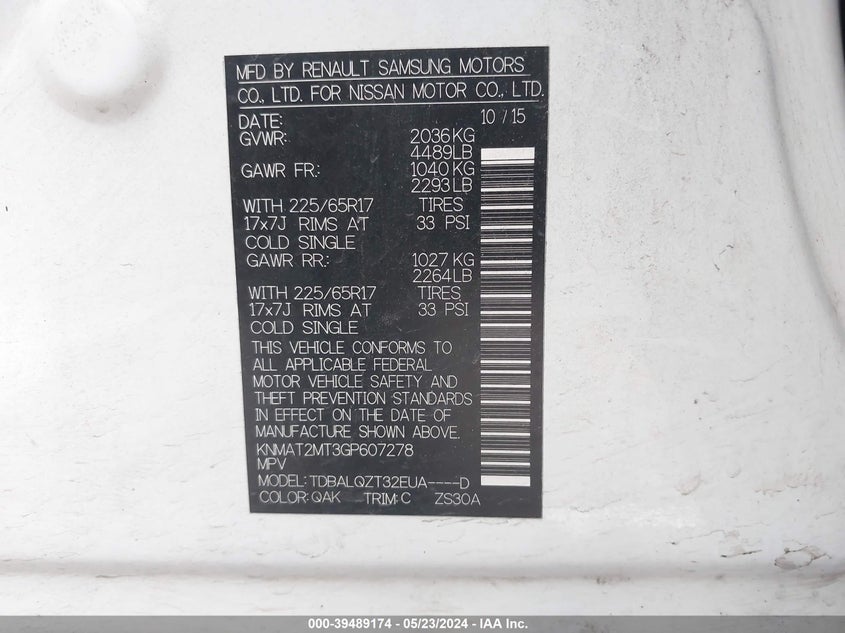 MFD BY RENAULT SAMSUNG MOTORS
CO., LTD. FOR NISSAN MOTOR CO., LTD.
DATE: 10 / 15
GVWR: 2036KG
4489LB
GAWR FR.: 1040KG
2293LB
WITH 225/65R17 TIRES
17x7J RIMS AT 33 PSI
COLD SINGLE
GAWR RR.: 1027 KG
2264LB
WITH 225/65R17 TIRES
17x7J RIMS AT 33 PSI
COLD SINGLE
THIS VEHICLE CONFORMS TO
ALL APPLICABLE FEDERAL
MOTOR VEHICLE SAFETY AND
THEFT PREVENTION STANDARDS
IN EFFECT ON THE DATE OF
MANUFACTURE SHOWN ABOVE.
KNMAT2MT3GP607278
MPV
MODEL: TDBALQZT32EUA----D
COLOR: QAK TRIM: C ZS30A
000-39489174 / 05/23/2024 - IAA Inc.